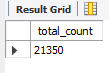 Result Grid
total_count
21350